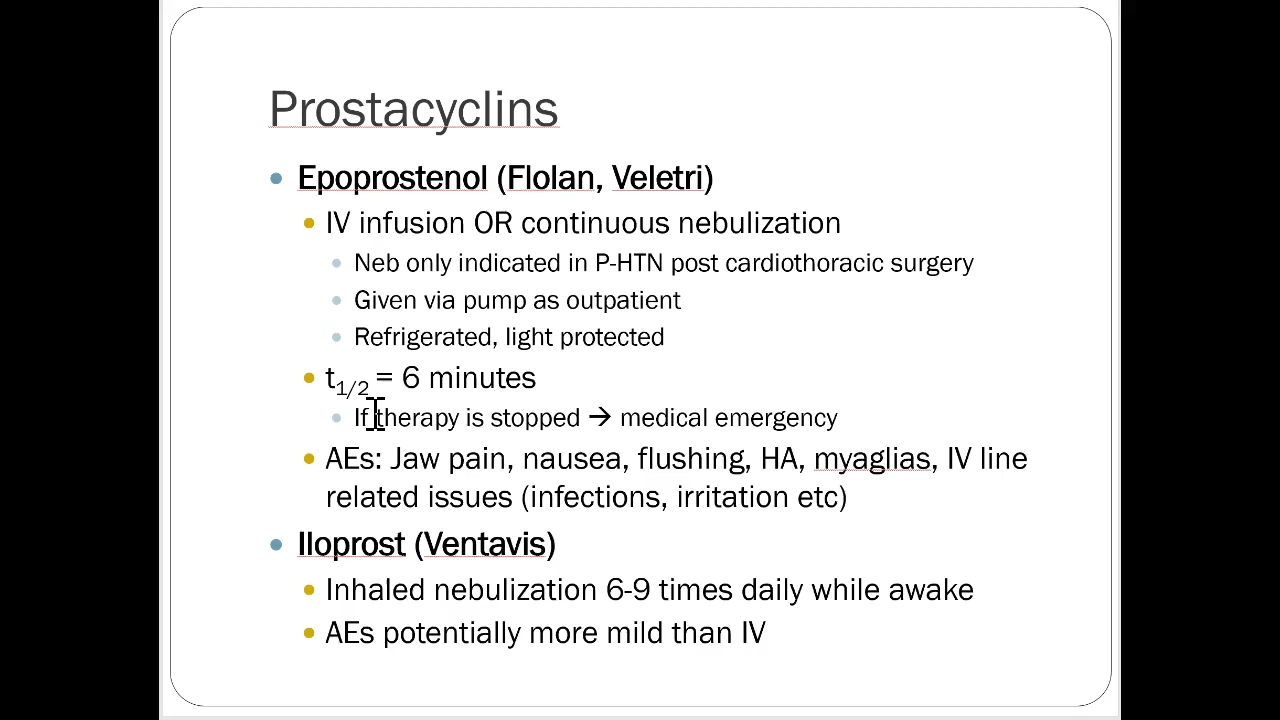 Prostacyclins
Epoprostenol (Flolan, Veletri)
IV infusion OR continuous nebulization
Neb only indicated in P-HTN post cardiothoracic surgery
Given via pump as outpatient
Refrigerated, light protected
t1/2 = 6 minutes
If therapy is stopped → medical emergency
AEs: Jaw pain, nausea, flushing, HA, myaglias, IV line
related issues (infections, irritation etc)
Iloprost (Ventavis)
Inhaled nebulization 6-9 times daily while awake
AEs potentially more mild than IV